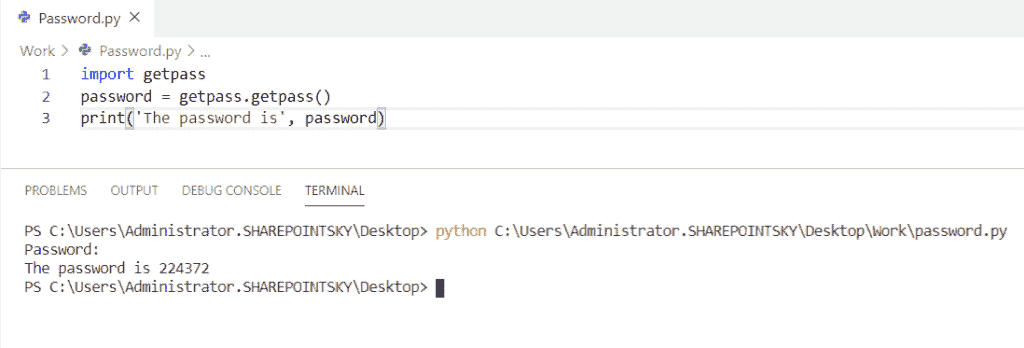 Password.py ×
Work > Password.py > ...
1 import getpass
2 password = getpass.getpass()
3 print('The password is', password)
PROBLEMS OUTPUT DEBUG CONSOLE TERMINAL
PS C:\Users\Administrator.SHAREPOINTSKY\Desktop> python C:\Users\Administrator.SHAREPOINTSKY\Desktop\Work\password.py
Password:
The password is 224372
PS C:\Users\Administrator.SHAREPOINTSKY\Desktop>